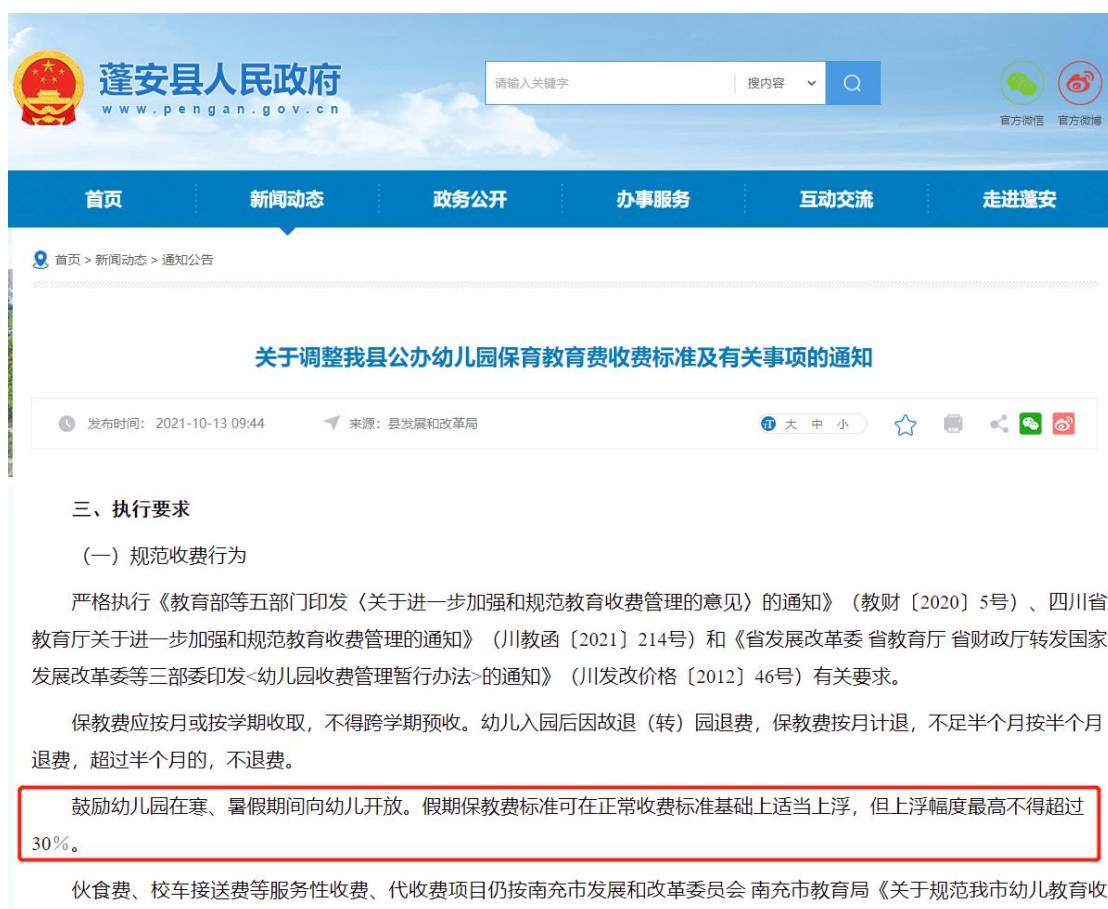 蓬安县人民政府
www.pengan.gov.cn
请输入关键字
搜内容
官方微信 官方微博
首页 新闻动态 政务公开 办事服务 互动交流 走进蓬安
首页 > 新闻动态 > 通知公告
关于调整我县公办幼儿园保育教育费收费标准及有关事项的通知
发布时间： 2021-10-13 09:44 来源：县发展和改革局 大 中 小
三、执行要求
（一）规范收费行为
严格执行《教育部等五部门印发〈关于进一步加强和规范教育收费管理的意见〉的通知》（教财〔2020〕5号）、四川省
教育厅关于进一步加强和规范教育收费管理的通知》（川教函〔2021〕214号）和《省发展改革委 省教育厅 省财政厅转发国家
发展改革委等三部委印发<幼儿园收费管理暂行办法>的通知》（川发改价格〔2012〕46号）有关要求。
保教费应按月或按学期收取，不得跨学期预收。幼儿入园后因故退（转）园退费，保教费按月计退，不足半个月按半个月
退费，超过半个月的，不退费。
鼓励幼儿园在寒、暑假期间向幼儿开放。假期保教费标准可在正常收费标准基础上适当上浮，但上浮幅度最高不得超过
30%。
伙食费、校车接送费等服务性收费、代收费项目仍按南充市发展和改革委员会 南充市教育局《关于规范我市幼儿教育收